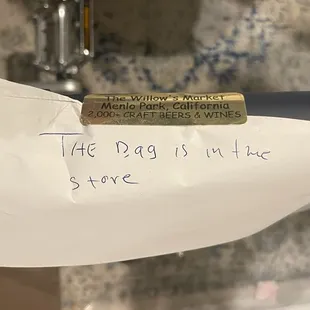 The Willow's Market
Menlo Park, California
2,000+ CRAFT BEERS & WINES
THE Bag is in the
store